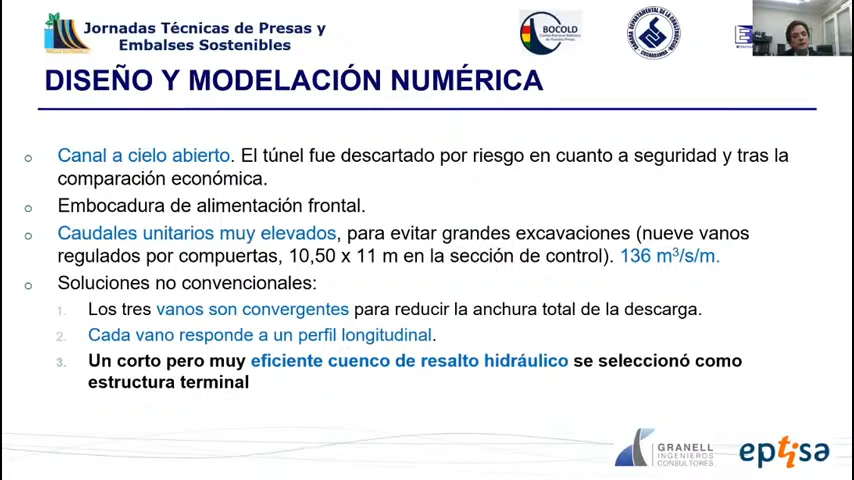 Jornadas Técnicas de Presas y
Embalses Sostenibles
BOCOLD
DISEÑO Y MODELACIÓN NUMÉRICA
Canal a cielo abierto. El túnel fue descartado por riesgo en cuanto a seguridad y tras la
comparación económica.
Embocadura de alimentación frontal.
Caudales unitarios muy elevados, para evitar grandes excavaciones (nueve vanos
regulados por compuertas, 10,50 x 11 m en la sección de control). 136 m³/s/m.
Soluciones no convencionales:
1. Los tres vanos son convergentes para reducir la anchura total de la descarga.
2. Cada vano responde a un perfil longitudinal.
3. Un corto pero muy eficiente cuenco de resalto hidráulico se seleccionó como
estructura terminal
GRANELL
INGENIEROS
CONSULTORES
eptisa